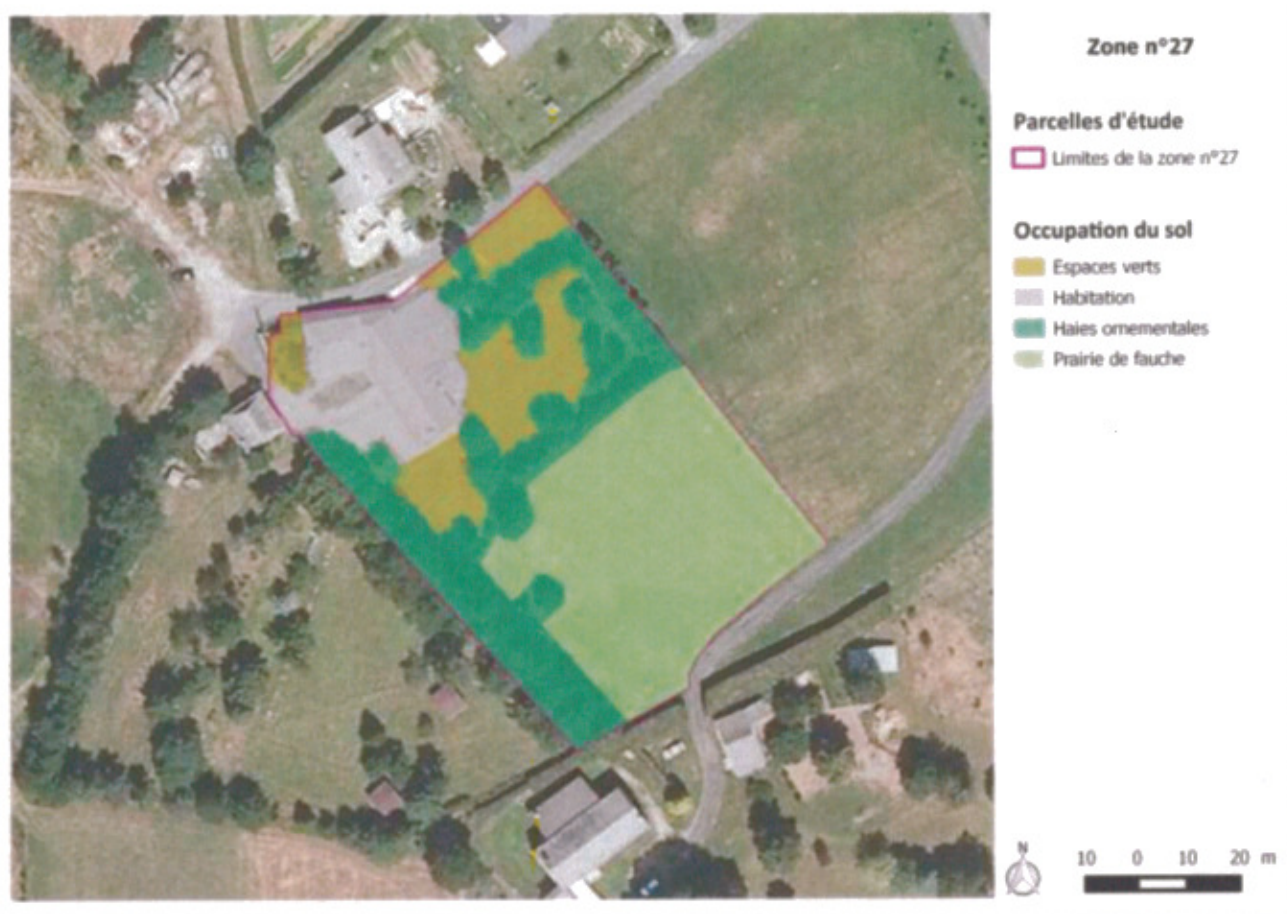 Zone n°27
Parcelles d'étude
Limites de la zone n°27
Occupation du sol
Espaces verts
Habitation
Haies ornementales
Prairie de fauche
N
10 0 10 20 m